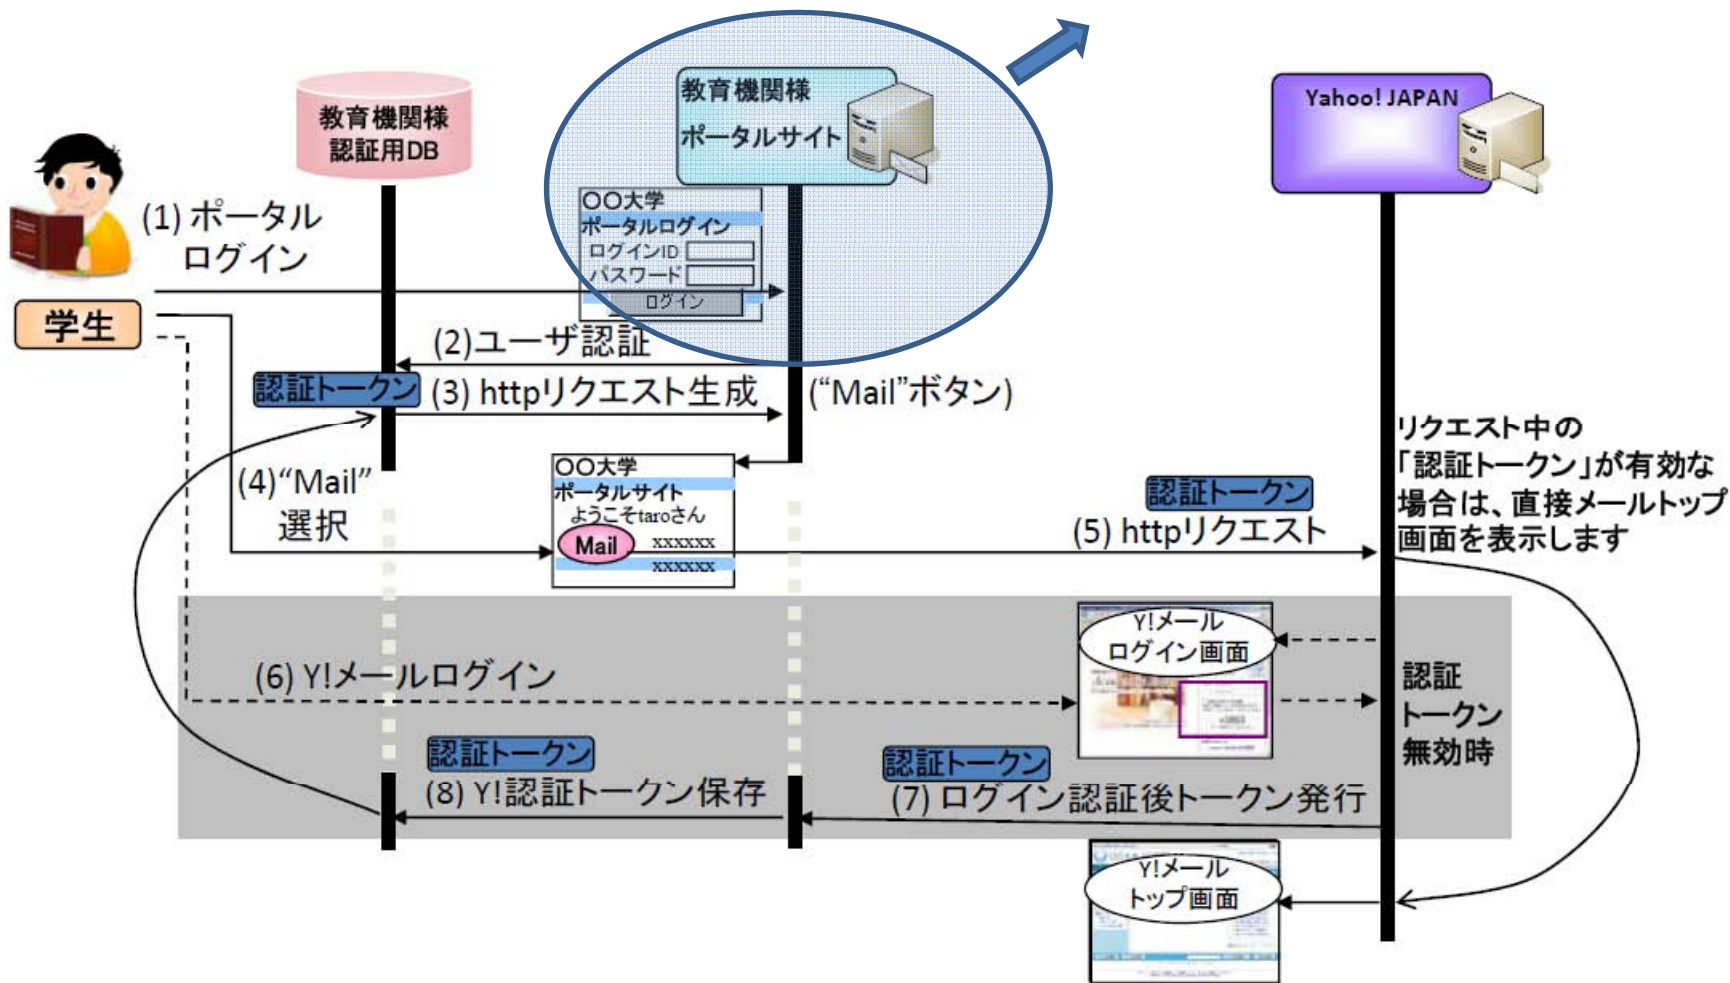 教育機関様
認証用DB
教育機関様
ポータルサイト
Yahoo! JAPAN
(1) ポータル
ログイン
学生
〇〇大学
ポータルログイン
ログインID
パスワード
ログイン
(2)ユーザ認証
認証トークン
(3) httpリクエスト生成
(“Mail”ボタン)
リクエスト中の
「認証トークン」が有効な
場合は、直接メールトップ
画面を表示します
(4)“Mail”
選択
〇〇大学
ポータルサイト
ようこそtaroさん
Mail
xxxxxx
xxxxxx
認証トークン
(5) httpリクエスト
Y!メール
ログイン画面
(6) Y!メールログイン
認証
トークン
無効時
認証トークン
(7) ログイン認証後トークン発行
認証トークン
(8) Y!認証トークン保存
Y!メール
トップ画面